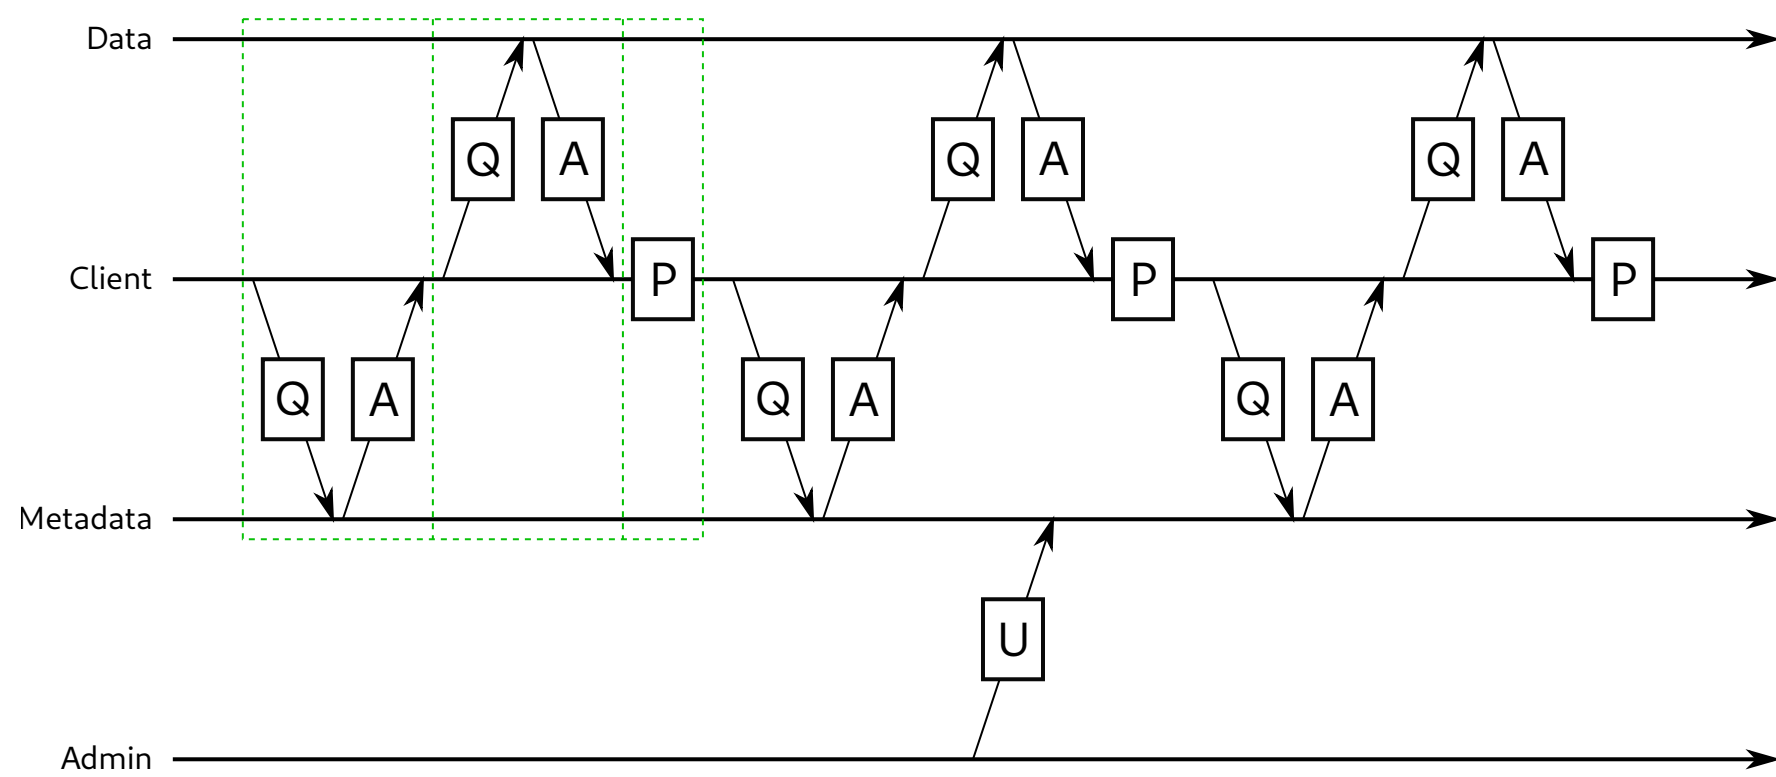 Data
Q A Q A Q A
Client P P P
Q A Q A Q A
Metadata
U
Admin